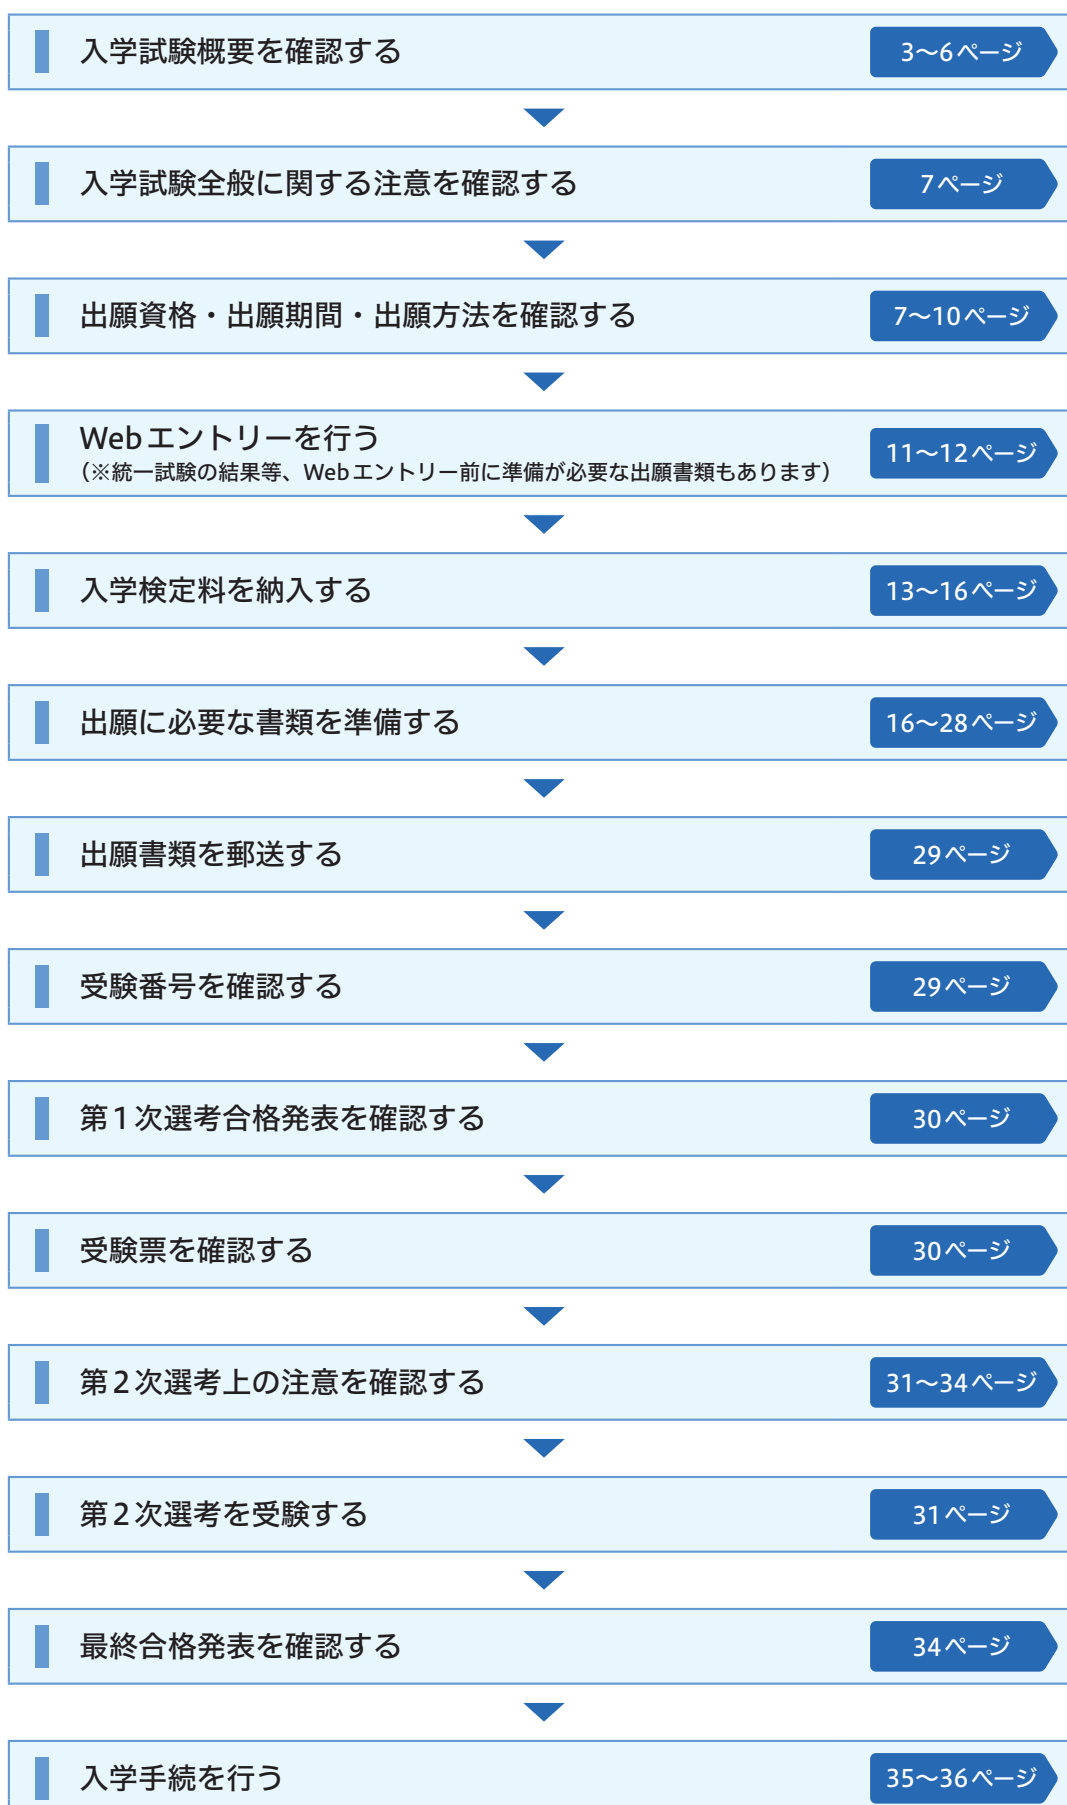 入学試験概要を確認する
3〜6ページ
入学試験全般に関する注意を確認する
7ページ
出願資格・出願期間・出願方法を確認する
7〜10ページ
Webエントリーを行う
(※統一試験の結果等、Webエントリー前に準備が必要な出願書類もあります)
11〜12ページ
入学検定料を納入する
13〜16ページ
出願に必要な書類を準備する
16〜28ページ
出願書類を郵送する
29ページ
受験番号を確認する
29ページ
第1次選考合格発表を確認する
30ページ
受験票を確認する
30ページ
第2次選考上の注意を確認する
31〜34ページ
第2次選考を受験する
31ページ
最終合格発表を確認する
34ページ
入学手続を行う
35〜36ページ